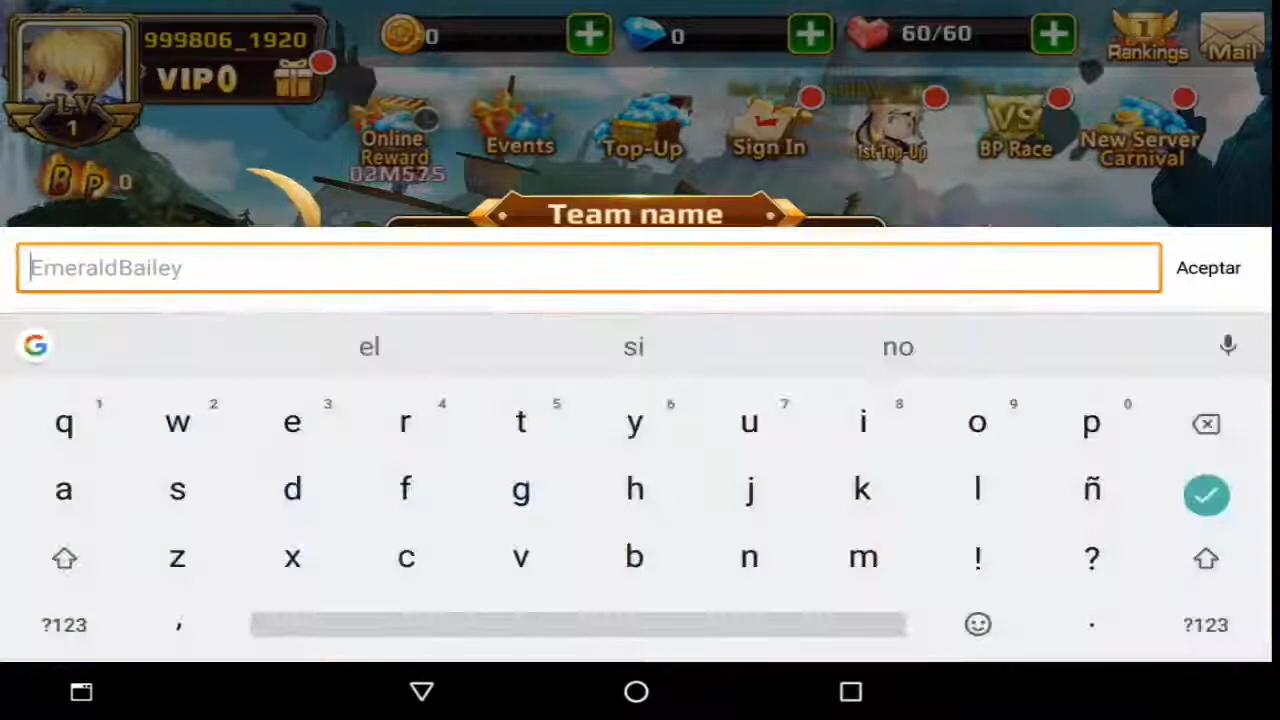 999806_1920
VIP0
LV
1
BP 0
0
0
60/60
1
Rankings
Mail
Online
Reward
02M57S
Events
Top-Up
Sign In
1st Top-Up
VS
BP Race
New Server
Carnival
Team name
EmeraldBailey
Aceptar
G
el
si
no
q 1 w 2 e 3 r 4 t 5 y 6 u 7 i 8 o 9 p 0
a s d f g h j k l ñ
z x c v b n m ! ?
?123 , . ?123